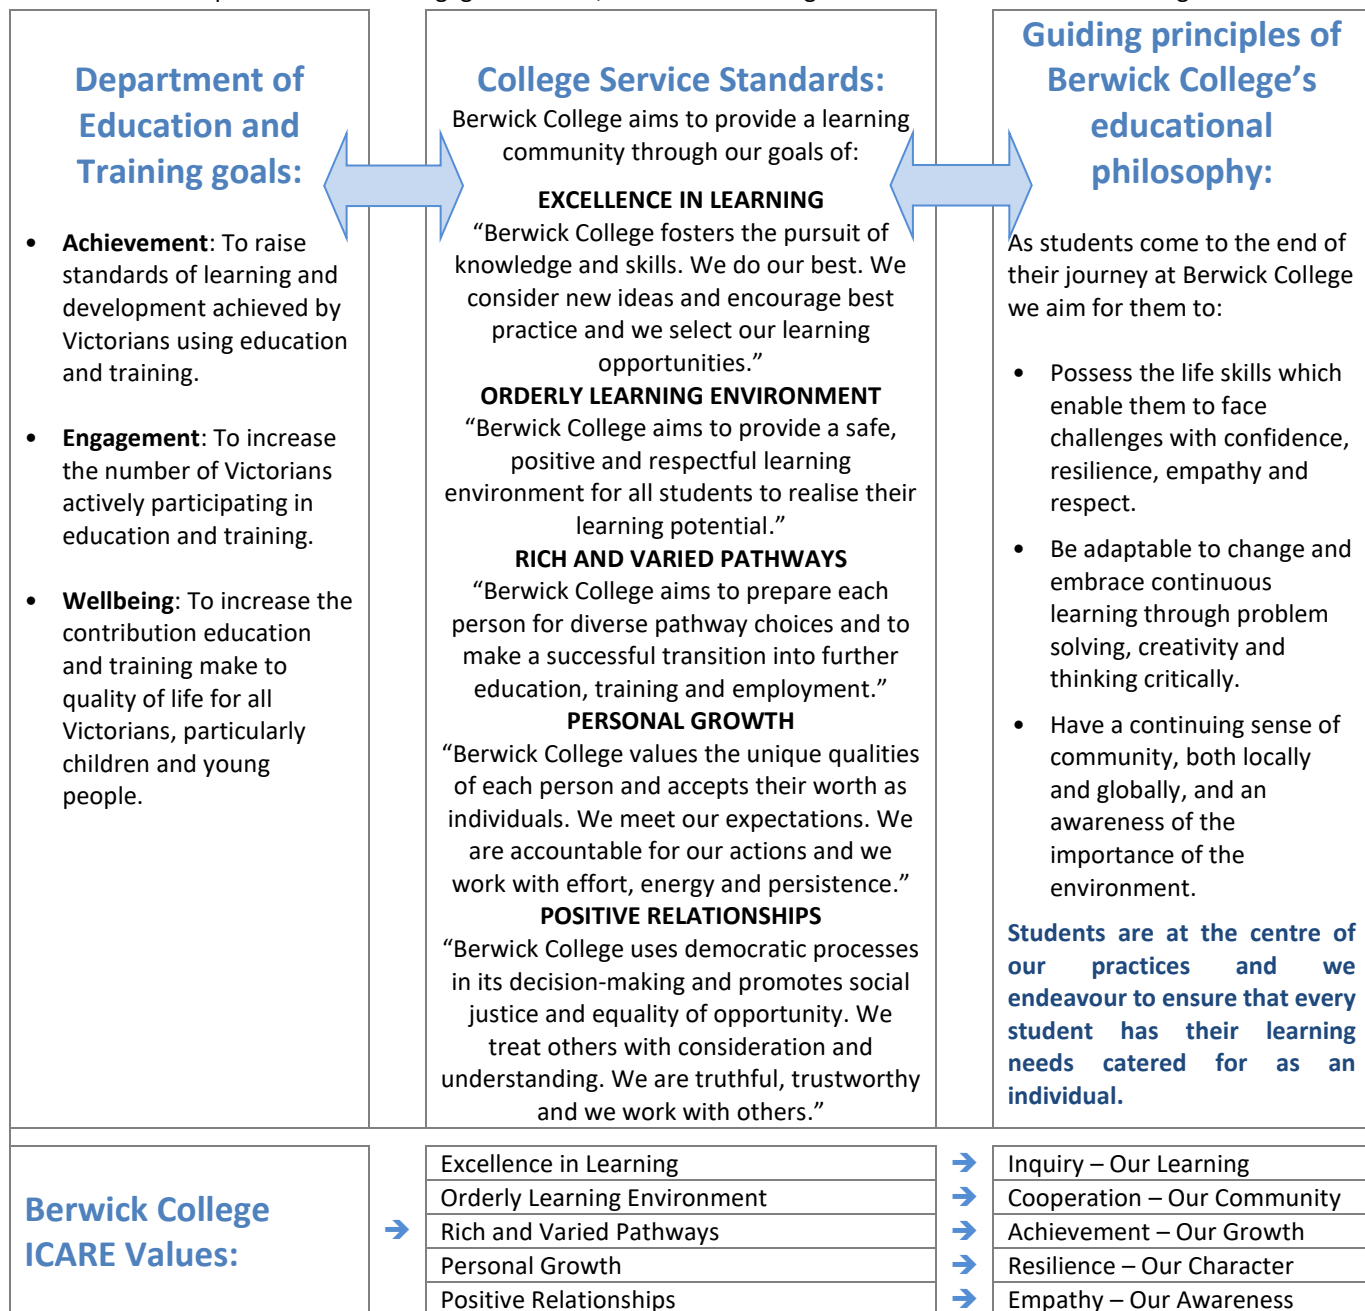 Department of
Education and
Training goals:
• Achievement: To raise
standards of learning and
development achieved by
Victorians using education
and training.
• Engagement: To increase
the number of Victorians
actively participating in
education and training.
• Wellbeing: To increase the
contribution education
and training make to
quality of life for all
Victorians, particularly
children and young
people.
College Service Standards:
Berwick College aims to provide a learning
community through our goals of:
EXCELLENCE IN LEARNING
“Berwick College fosters the pursuit of
knowledge and skills. We do our best. We
consider new ideas and encourage best
practice and we select our learning
opportunities.”
ORDERLY LEARNING ENVIRONMENT
“Berwick College aims to provide a safe,
positive and respectful learning
environment for all students to realise their
learning potential.”
RICH AND VARIED PATHWAYS
“Berwick College aims to prepare each
person for diverse pathway choices and to
make a successful transition into further
education, training and employment.”
PERSONAL GROWTH
“Berwick College values the unique qualities
of each person and accepts their worth as
individuals. We meet our expectations. We
are accountable for our actions and we
work with effort, energy and persistence.”
POSITIVE RELATIONSHIPS
“Berwick College uses democratic processes
in its decision-making and promotes social
justice and equality of opportunity. We
treat others with consideration and
understanding. We are truthful, trustworthy
and we work with others.”
Guiding principles of
Berwick College’s
educational
philosophy:
As students come to the end of
their journey at Berwick College
we aim for them to:
• Possess the life skills which
enable them to face
challenges with confidence,
resilience, empathy and
respect.
• Be adaptable to change and
embrace continuous
learning through problem
solving, creativity and
thinking critically.
• Have a continuing sense of
community, both locally
and globally, and an
awareness of the
importance of the
environment.
Students are at the centre of
our practices and we
endeavour to ensure that every
student has their learning
needs catered for as an
individual.
Berwick College
ICARE Values:
➔
Excellence in Learning ➔ Inquiry – Our Learning
Orderly Learning Environment ➔ Cooperation – Our Community
Rich and Varied Pathways ➔ Achievement – Our Growth
Personal Growth ➔ Resilience – Our Character
Positive Relationships ➔ Empathy – Our Awareness